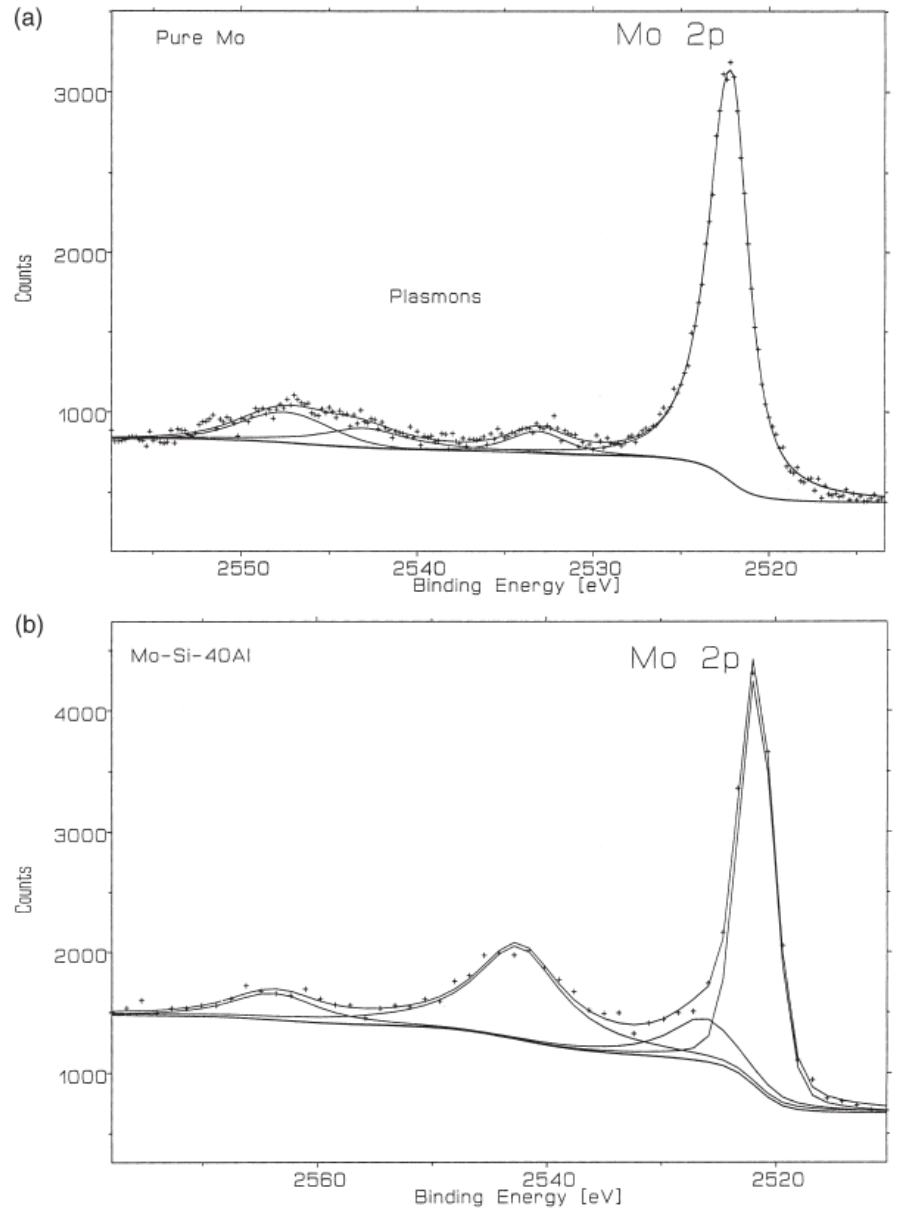 (a)
Pure Mo
Mo 2p
3000
2000
1000
Counts
Plasmons
2550
2540
2530
2520
Binding Energy [eV]
(b)
Mo-Si-40Al
Mo 2p
4000
3000
2000
1000
Counts
2560
2540
2520
Binding Energy [eV]